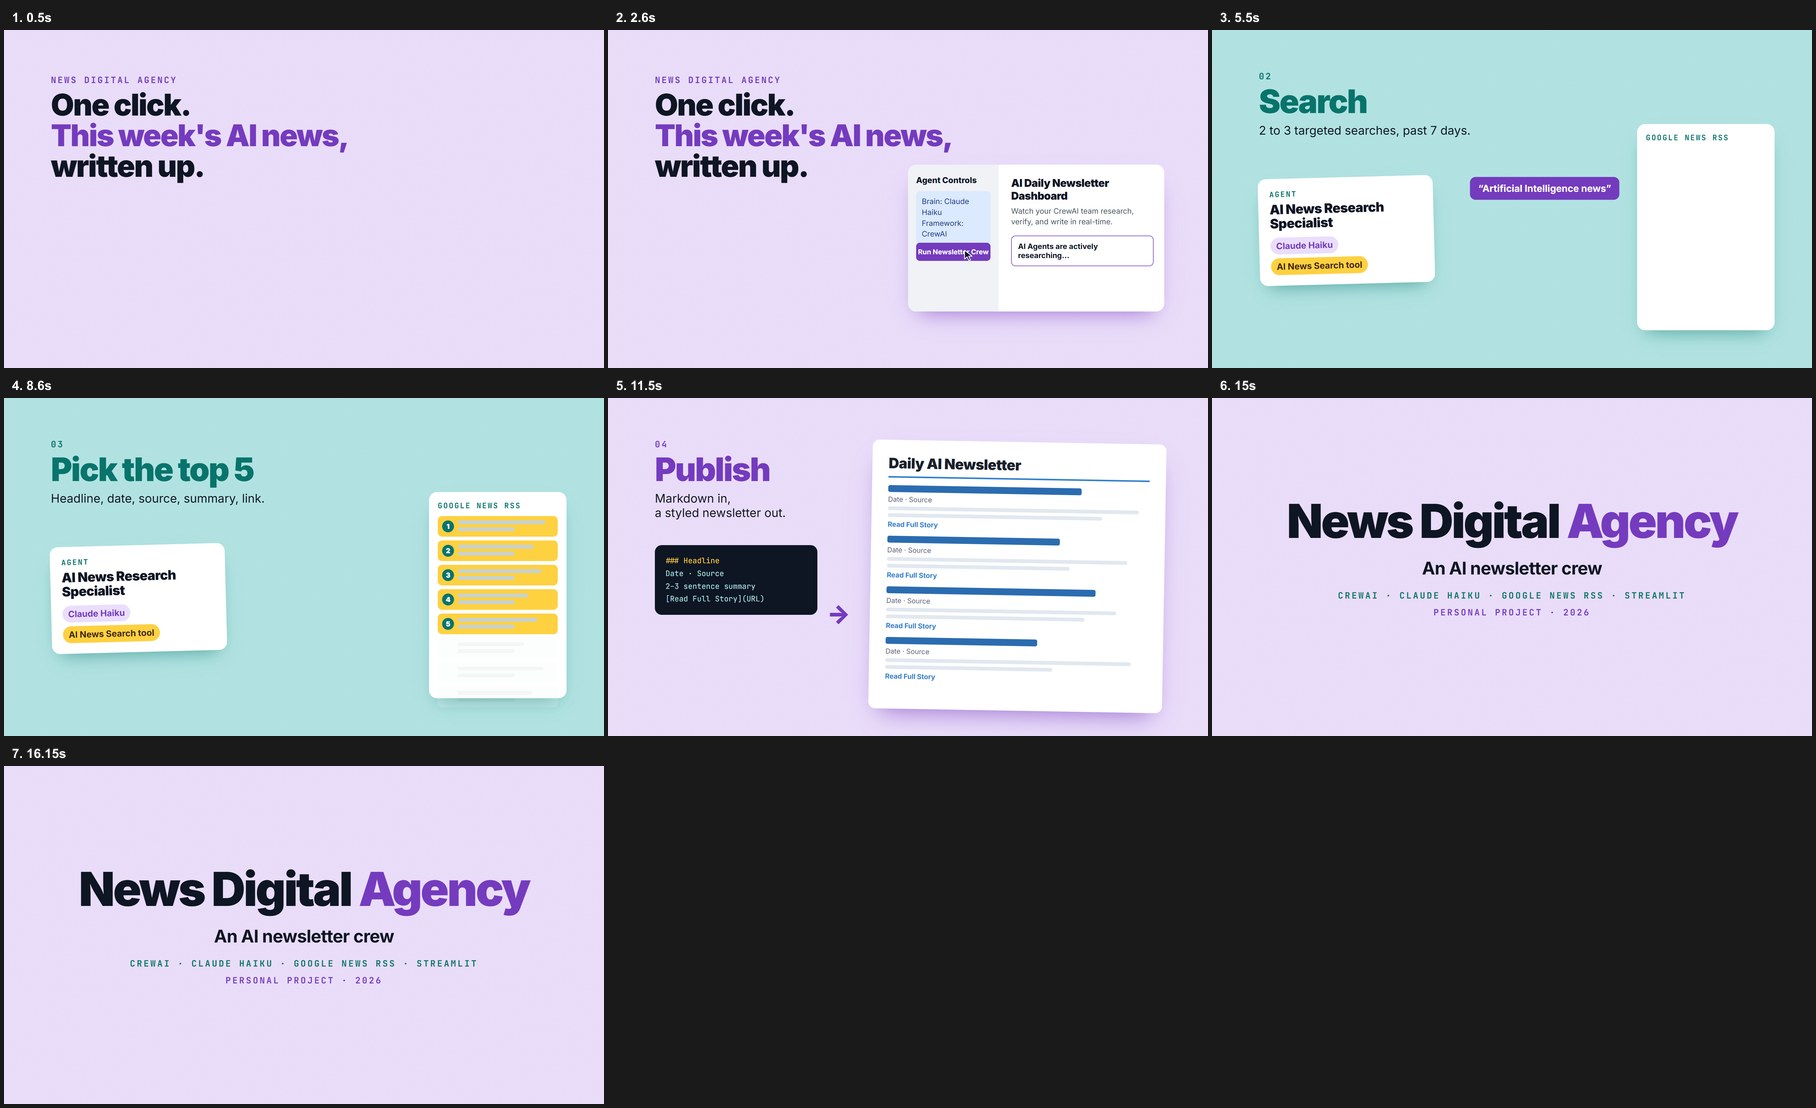 1. 0.5s
NEWS DIGITAL AGENCY
One click.
This week's AI news,
written up.
2. 2.6s
NEWS DIGITAL AGENCY
One click.
This week's AI news,
written up.
Agent Controls
Brain: Claude
Haiku
Framework:
CrewAI
Run Newsletter Crew
AI Daily Newsletter
Dashboard
Watch your CrewAI team research,
verify, and write in real-time.
AI Agents are actively
researching...
3. 5.5s
02
Search
2 to 3 targeted searches, past 7 days.
AGENT
AI News Research
Specialist
Claude Haiku
AI News Search tool
“Artificial Intelligence news”
GOOGLE NEWS RSS
4. 8.6s
03
Pick the top 5
Headline, date, source, summary, link.
AGENT
AI News Research
Specialist
Claude Haiku
AI News Search tool
GOOGLE NEWS RSS
1
2
3
4
5
5. 11.5s
04
Publish
Markdown in,
a styled newsletter out.
### Headline
Date · Source
2-3 sentence summary
[Read Full Story](URL)
Daily AI Newsletter
Date · Source
Read Full Story
Date · Source
Read Full Story
Date · Source
Read Full Story
Date · Source
Read Full Story
6. 15s
News Digital Agency
An AI newsletter crew
CREWAI · CLAUDE HAIKU · GOOGLE NEWS RSS · STREAMLIT
PERSONAL PROJECT · 2026
7. 16.15s
News Digital Agency
An AI newsletter crew
CREWAI · CLAUDE HAIKU · GOOGLE NEWS RSS · STREAMLIT
PERSONAL PROJECT · 2026